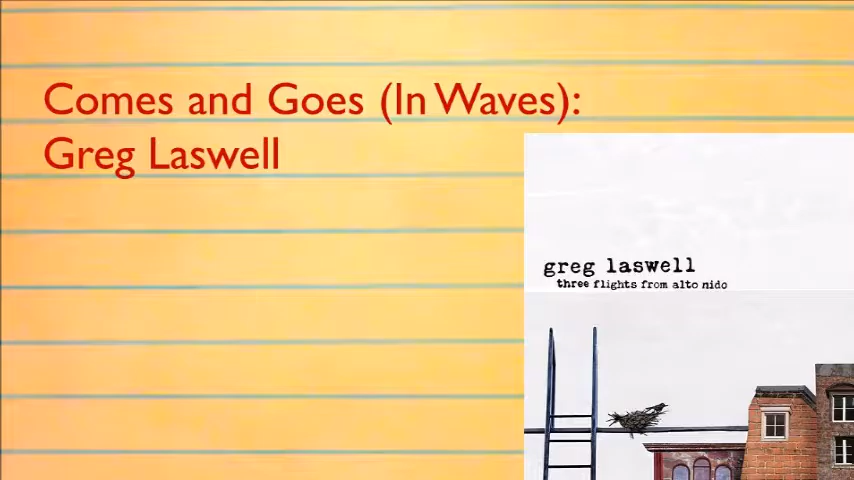 Comes and Goes (In Waves):
Greg Laswell
greg laswell
three flights from alto nido